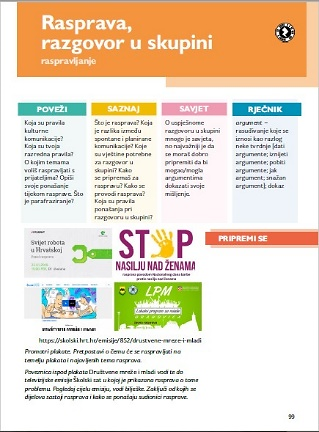 Rasprava,
razgovor u skupini
raspravljanje
POVEŽI
Koja su pravila
kulturne
komunikacije?
Koja su tvoja
razredna pravila?
O kojim temama
voliš raspravljati s
prijateljima? Opiši
svoje ponašanje
tijekom rasprave. Što
je parafraziranje?
SAZNAJ
Što je rasprava? Koja
je razlika između
spontane i planirane
komunikacije? Koje
su vještine potrebne
za razgovor u
skupini? Kako
se pripremaš za
raspravu? Kako se
provodi rasprava?
Koja su pravila
ponašanja pri
razgovoru u skupini?
SAVJET
O uspješnome
razgovoru u skupini
mnogo je savjeta,
no najvažniji je da
se moraš dobro
pripremiti da bi
mogao/mogla
argumentima
dokazati svoje
mišljenje.
RJEČNIK
argument –
rasuđivanje koje se
iznosi kao razlog
neke tvrdnje (dati
argumente; iznijeti
argumente; pobiti
argumente; jak
argument; snažan
argument); dokaz
PRIPREMI SE
Svijet robota
u Hrvatskoj
STOP
NASILJU NAD ŽENAMA
LPM
https://skolski.hrt.hr/emisije/852/drustvene-mreze-i-mladi
Promotri plakate. Pretpostavi o čemu će se raspravljati na
temelju plakata i najavljenih tema rasprava.
Poveznica ispod plakata Društvene mreže i mladi vodi te do
televizijske emisije Školski sat u kojoj je prikazana rasprava o tome
problemu. Pogledaj cijelu emisiju, vodi bilješke. Zaključi od kojih se
dijelova sastoji rasprava i kako se ponašaju sudionici rasprave.
99